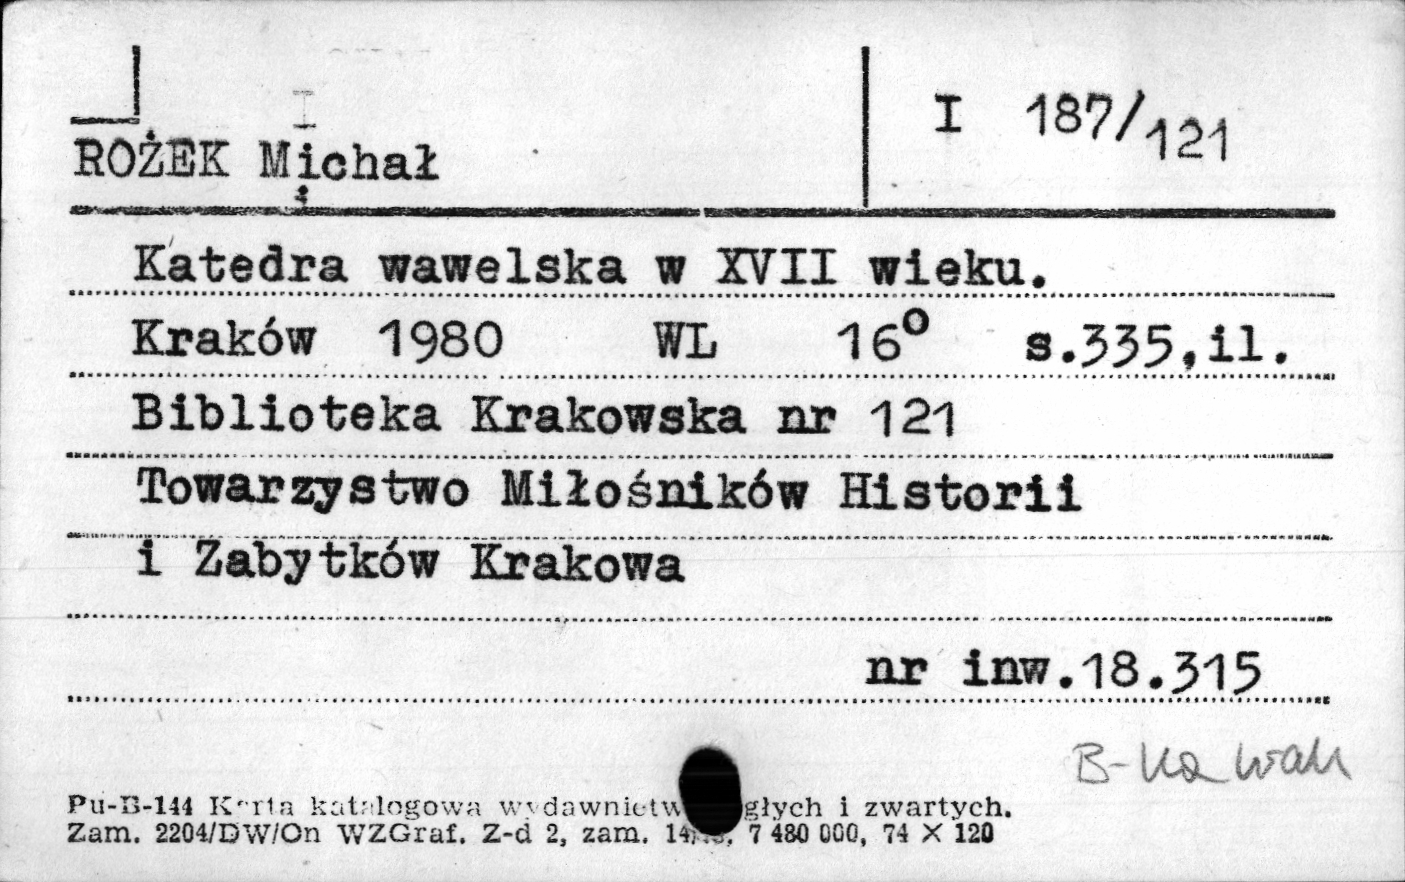 I 187/121
ROŻEK Michał
Katedra wawelska w XVII wieku.
Kraków 1980 WL 16° s.335,il.
Biblioteka Krakowska nr 121
Towarzystwo Miłośników Historii
i Zabytków Krakowa
nr inw.18.315
B-ka
Pu-B-144 Karta katalogowa wydawnictw głych i zwartych.
Zam. 2204/DW/On WZGraf. Z-d 2, zam. 7 480 000, 74 X 120